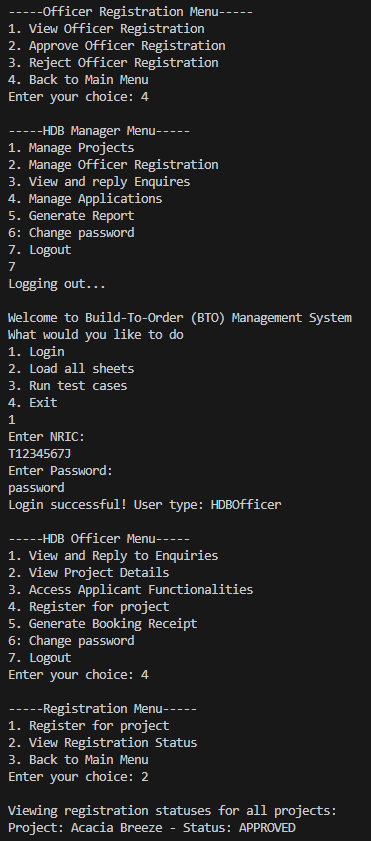 -----Officer Registration Menu-----
1. View Officer Registration
2. Approve Officer Registration
3. Reject Officer Registration
4. Back to Main Menu
Enter your choice: 4
-----HDB Manager Menu-----
1. Manage Projects
2. Manage Officer Registration
3. View and reply Enquires
4. Manage Applications
5. Generate Report
6: Change password
7. Logout
7
Logging out...
Welcome to Build-To-Order (BTO) Management System
What would you like to do
1. Login
2. Load all sheets
3. Run test cases
4. Exit
1
Enter NRIC:
T1234567J
Enter Password:
password
Login successful! User type: HDBOfficer
-----HDB Officer Menu-----
1. View and Reply to Enquiries
2. View Project Details
3. Access Applicant Functionalities
4. Register for project
5. Generate Booking Receipt
6: Change password
7. Logout
Enter your choice: 4
-----Registration Menu-----
1. Register for project
2. View Registration Status
3. Back to Main Menu
Enter your choice: 2
Viewing registration statuses for all projects:
Project: Acacia Breeze - Status: APPROVED